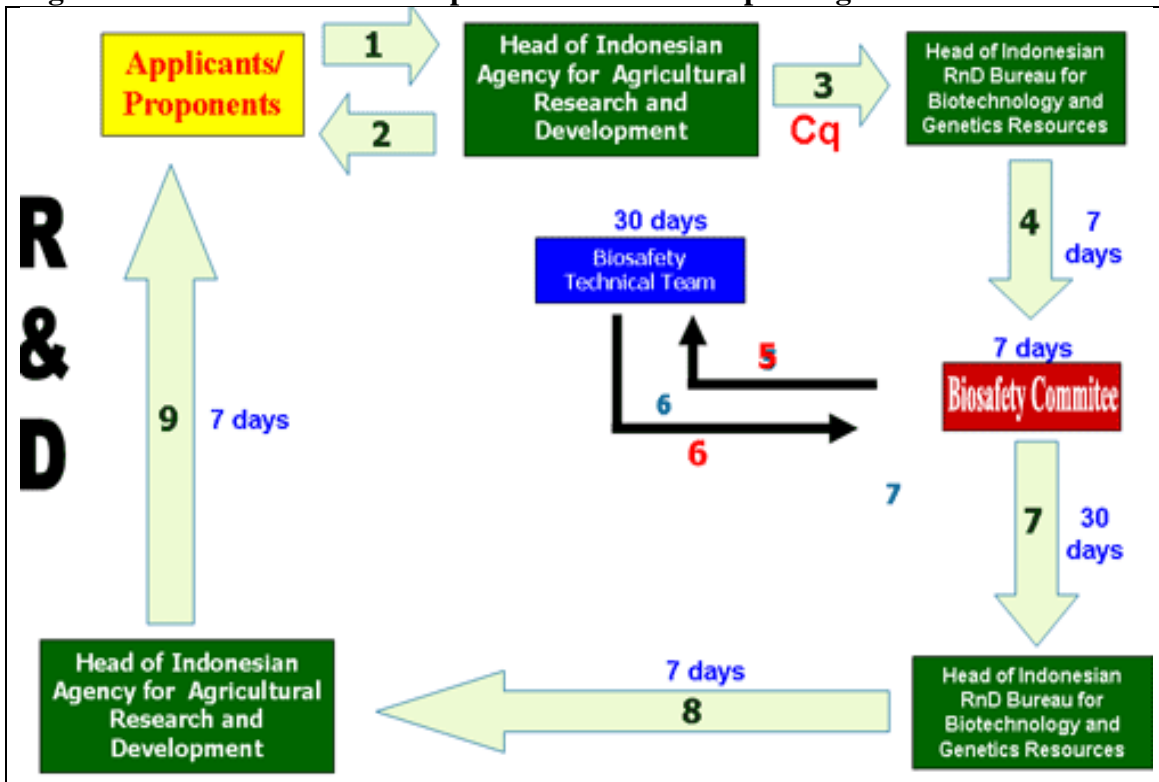 1
Applicants/
Proponents
2
Head of Indonesian
Agency for Agricultural
Research and
Development
3
Cq
Head of Indonesian
RnD Bureau for
Biotechnology and
Genetics Resources
4
7
days
R
&
D
30 days
Biosafety
Technical Team
5
6
6
7 days
Biosafety Commitee
9
7 days
7
7
30
days
Head of Indonesian
Agency for Agricultural
Research and
Development
7 days
8
Head of Indonesian
RnD Bureau for
Biotechnology and
Genetics Resources